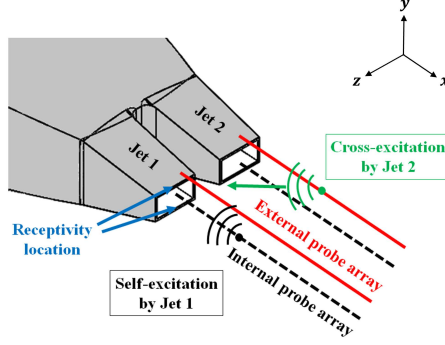 y
z
x
Jet 2
Jet 1
Cross-excitation
by Jet 2
Receptivity
location
External probe array
Internal probe array
Self-excitation
by Jet 1